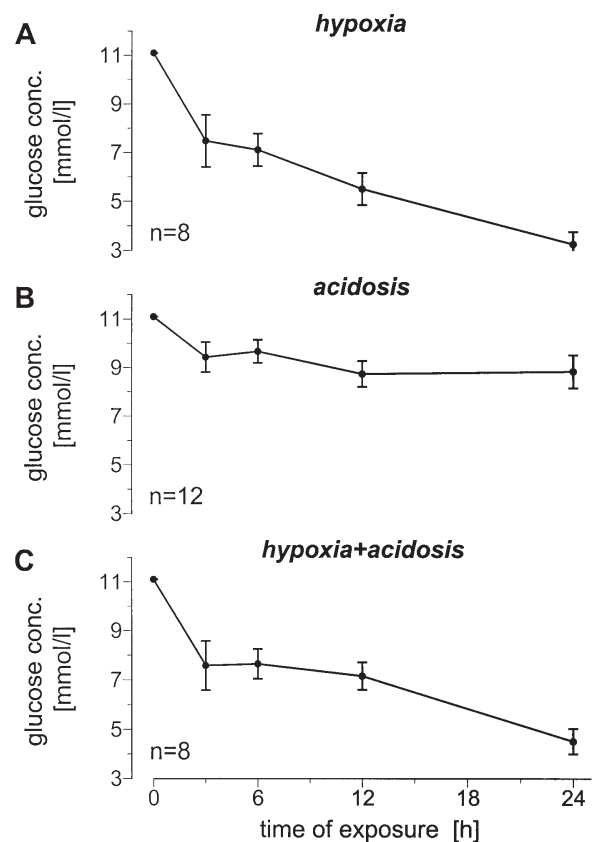 A
hypoxia
glucose conc.
[mmol/l]
11
9
7
5
3
n=8
B
acidosis
glucose conc.
[mmol/l]
11
9
7
5
3
n=12
C
hypoxia+acidosis
glucose conc.
[mmol/l]
11
9
7
5
3
n=8
0 6 12 18 24
time of exposure [h]